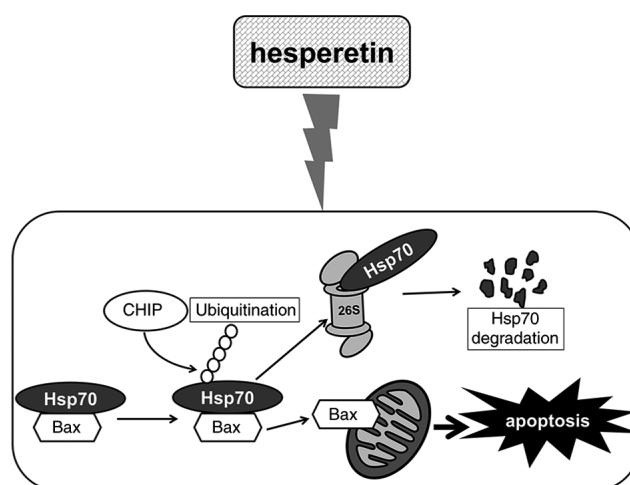 hesperetin
Hsp70
CHIP
Ubiquitination
26S
Hsp70
degradation
Hsp70
Hsp70
Bax
Bax
Bax
apoptosis